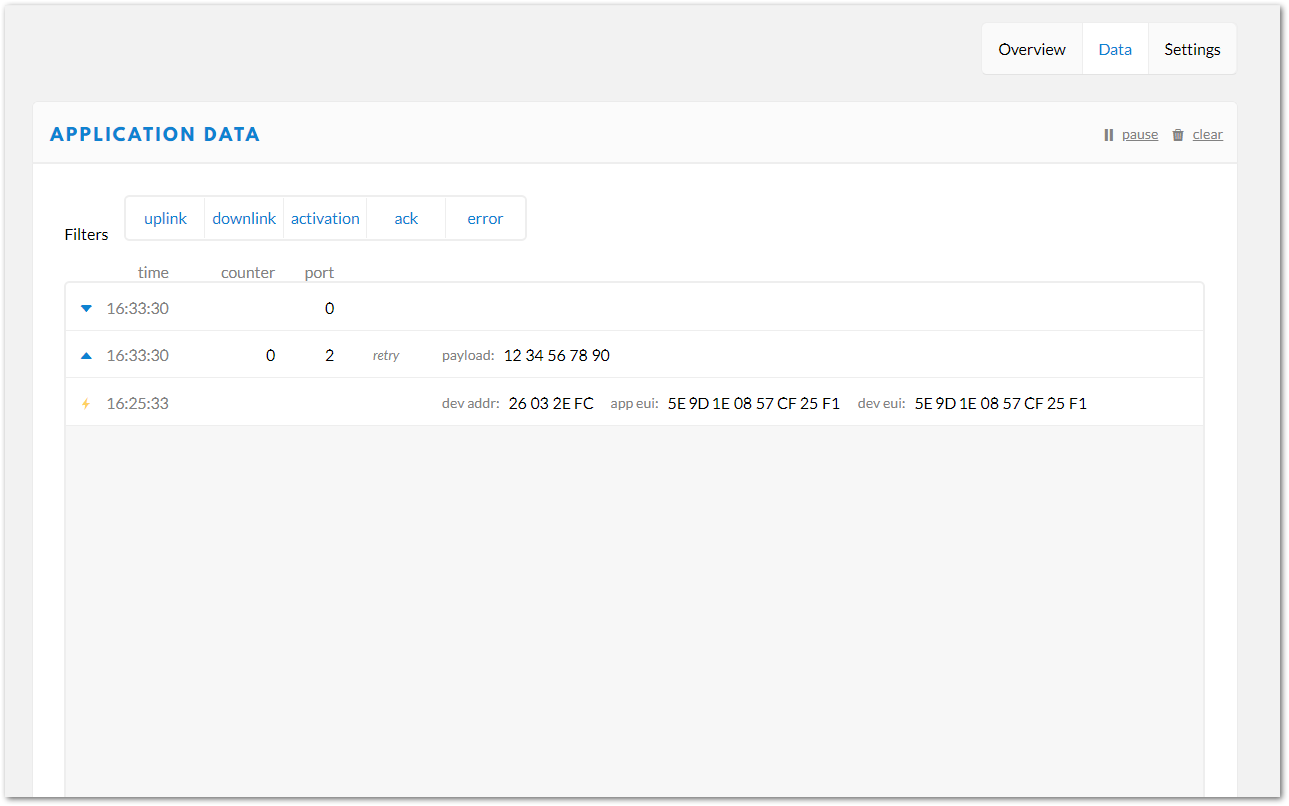 Overview Data Settings
APPLICATION DATA pause clear
uplink downlink activation ack error
Filters
time counter port
16:33:30 0
16:33:30 0 2 retry payload: 12 34 56 78 90
16:25:33 dev addr: 26 03 2E FC app eui: 5E 9D 1E 08 57 CF 25 F1 dev eui: 5E 9D 1E 08 57 CF 25 F1